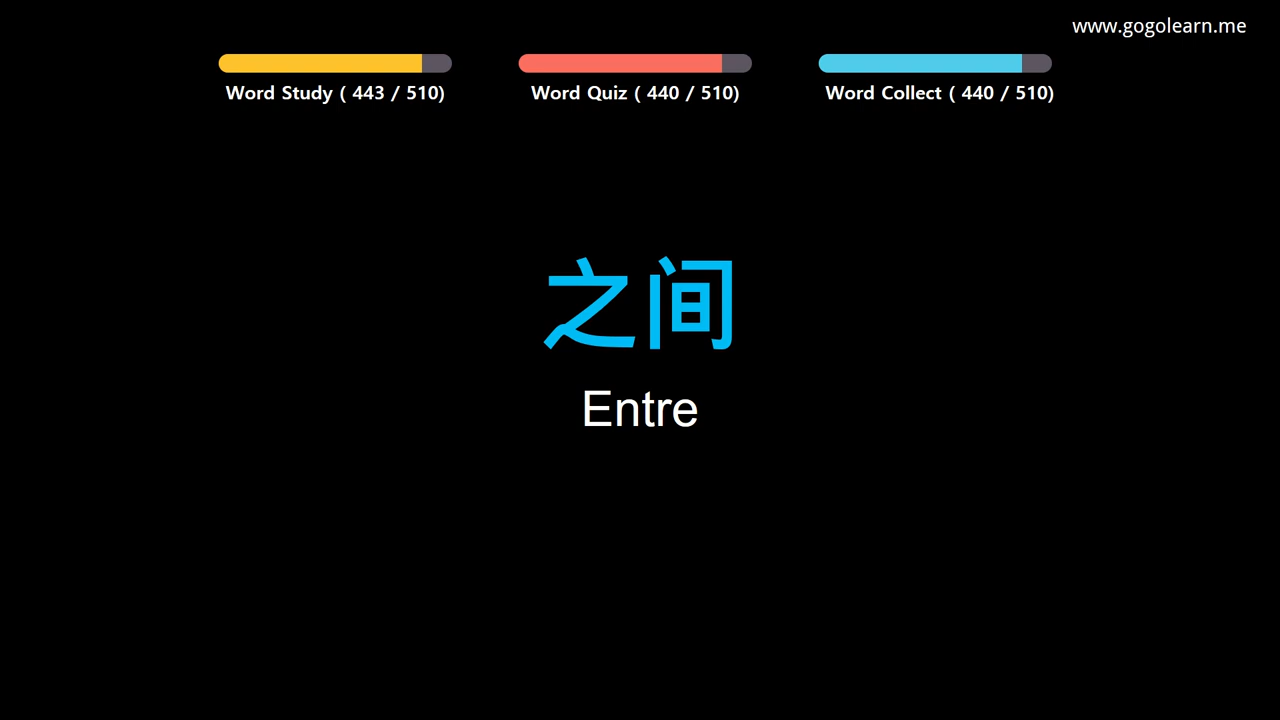 www.gogolearn.me
Word Study ( 443 / 510)
Word Quiz ( 440 / 510)
Word Collect ( 440 / 510)
之间
Entre